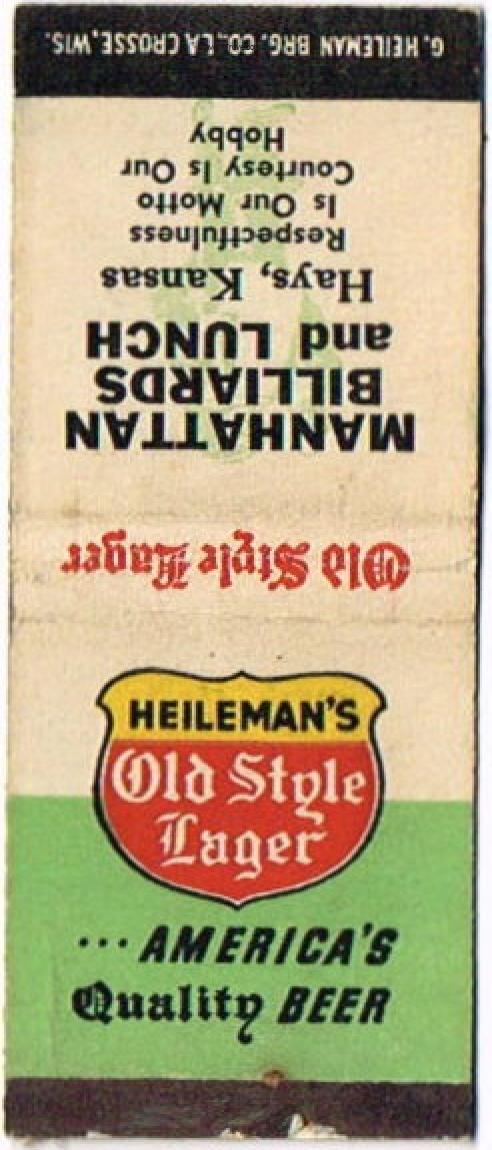 HEILEMAN'S
Old Style
Lager
...AMERICA'S
Quality BEER
Old Style Lager
MANHATTAN
BILLIARDS
and LUNCH
Hays, Kansas
Respectfulness
Is Our Motto
Courtesy Is Our
Hobby
G. HEILEMAN BRG. CO., LA CROSSE, WIS.